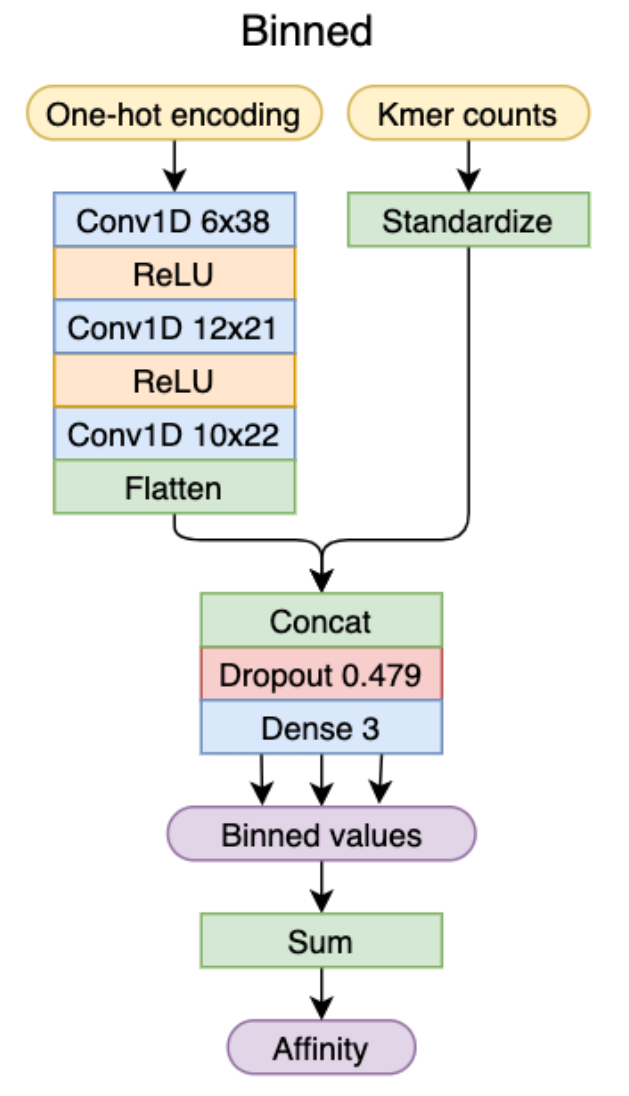 Binned
One-hot encoding
Kmer counts
Conv1D 6x38
Standardize
ReLU
Conv1D 12x21
ReLU
Conv1D 10x22
Flatten
Concat
Dropout 0.479
Dense 3
Binned values
Sum
Affinity